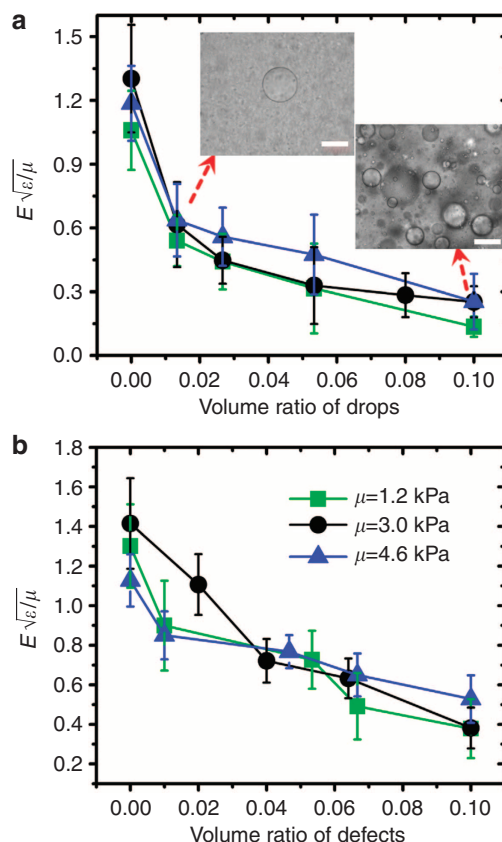 a
1.5
1.2
0.9
0.6
0.3
0.0
E √ε/μ
0.00 0.02 0.04 0.06 0.08 0.10
Volume ratio of drops
b
1.8
1.6
1.4
1.2
1.0
0.8
0.6
0.4
0.2
E √ε/μ
μ=1.2 kPa
μ=3.0 kPa
μ=4.6 kPa
0.00 0.02 0.04 0.06 0.08 0.10
Volume ratio of defects